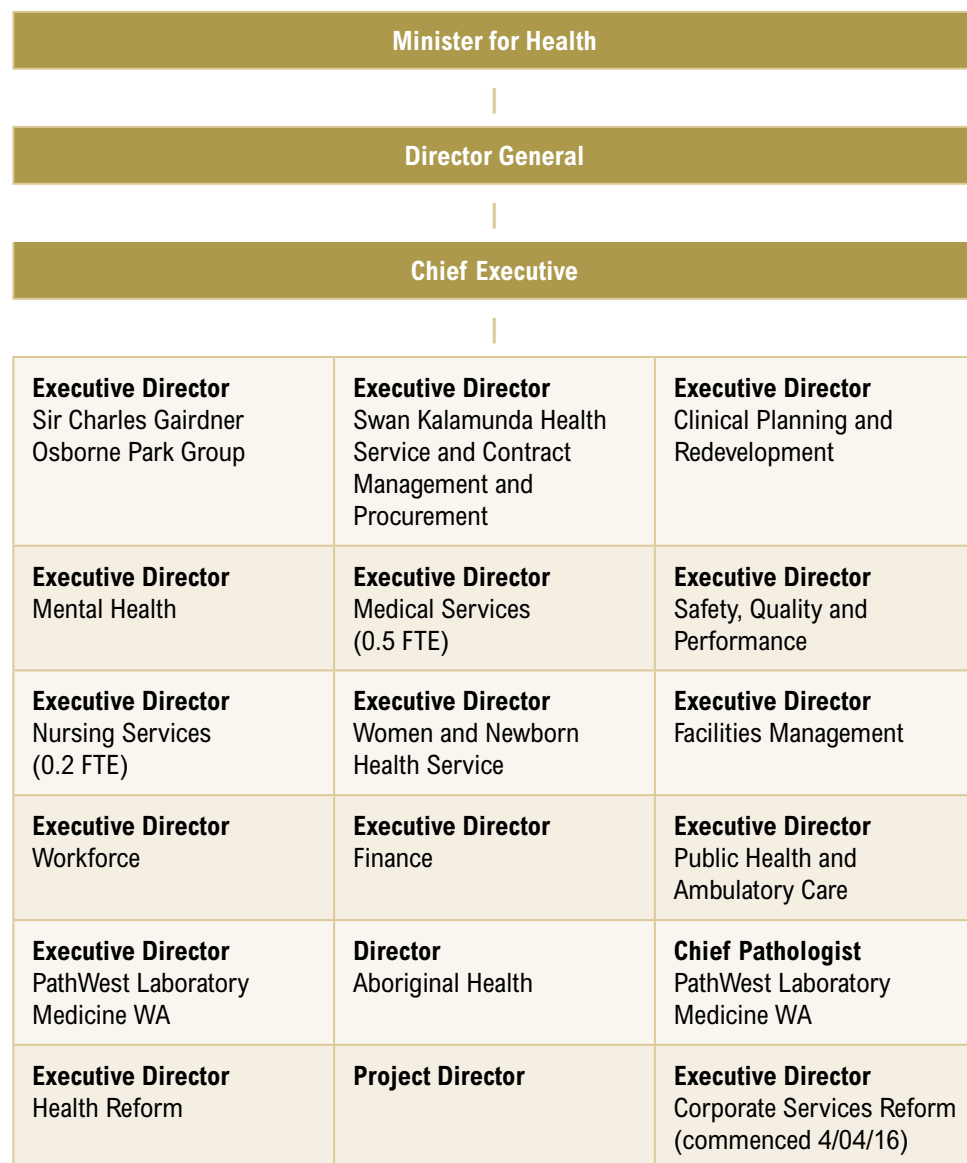 Minister for Health
Director General
Chief Executive
Executive Director
Sir Charles Gairdner
Osborne Park Group
Executive Director
Swan Kalamunda Health
Service and Contract
Management and
Procurement
Executive Director
Clinical Planning and
Redevelopment
Executive Director
Mental Health
Executive Director
Medical Services
(0.5 FTE)
Executive Director
Safety, Quality and
Performance
Executive Director
Nursing Services
(0.2 FTE)
Executive Director
Women and Newborn
Health Service
Executive Director
Facilities Management
Executive Director
Workforce
Executive Director
Finance
Executive Director
Public Health and
Ambulatory Care
Executive Director
PathWest Laboratory
Medicine WA
Director
Aboriginal Health
Chief Pathologist
PathWest Laboratory
Medicine WA
Executive Director
Health Reform
Project Director
Executive Director
Corporate Services Reform
(commenced 4/04/16)